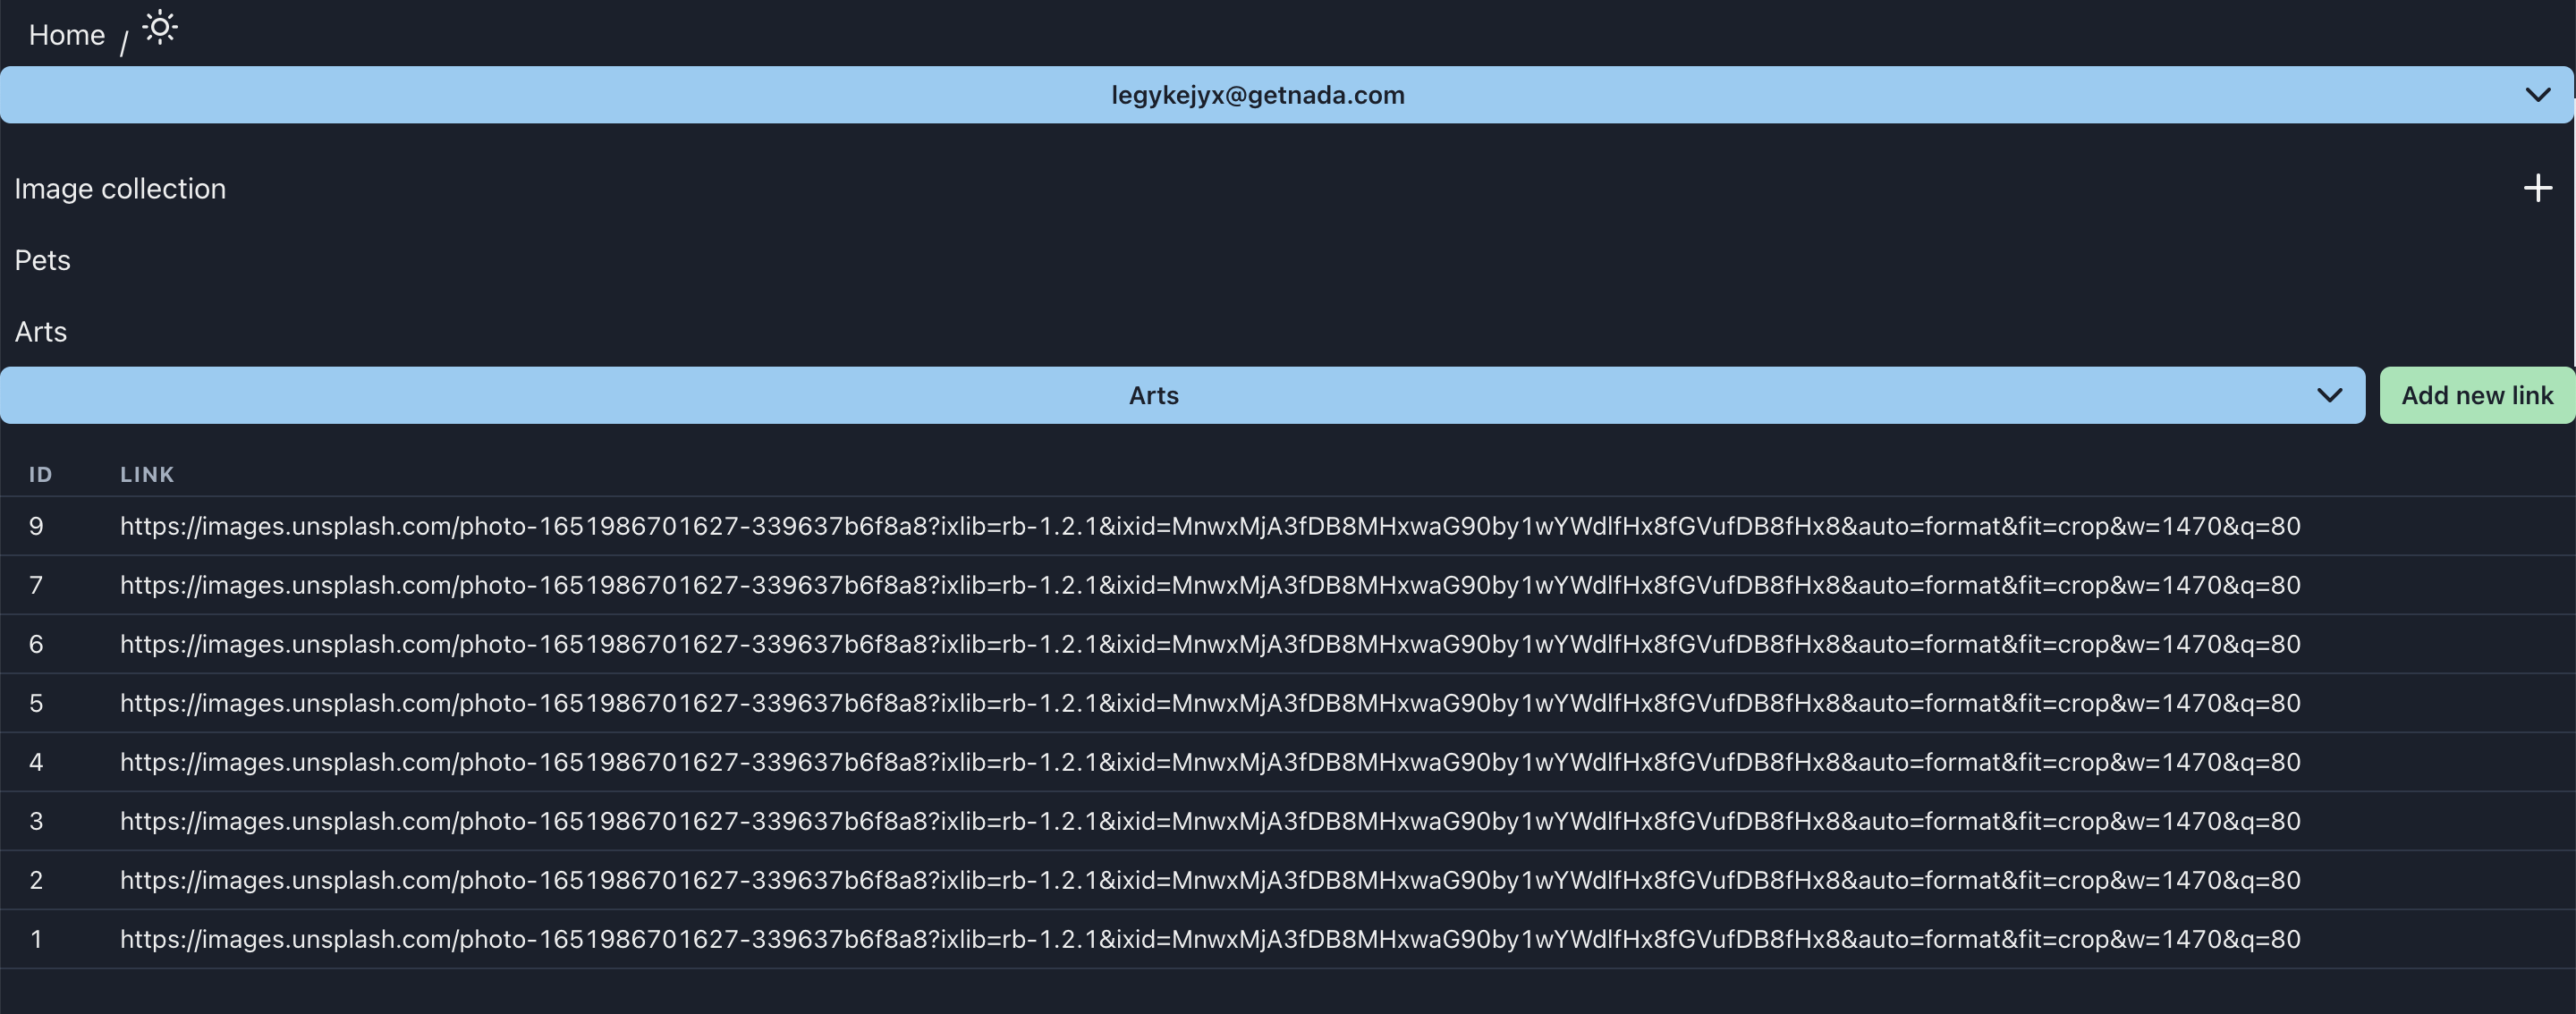 Home /
legykejyx@getnada.com
Image collection
Pets
Arts
Arts Add new link
ID LINK
9 https://images.unsplash.com/photo-1651986701627-339637b6f8a8?ixlib=rb-1.2.1&ixid=MnwxMjA3fDB8MHxwaG90by1wYWdlfHx8fGVufDB8fHx8&auto=format&fit=crop&w=1470&q=80
7 https://images.unsplash.com/photo-1651986701627-339637b6f8a8?ixlib=rb-1.2.1&ixid=MnwxMjA3fDB8MHxwaG90by1wYWdlfHx8fGVufDB8fHx8&auto=format&fit=crop&w=1470&q=80
6 https://images.unsplash.com/photo-1651986701627-339637b6f8a8?ixlib=rb-1.2.1&ixid=MnwxMjA3fDB8MHxwaG90by1wYWdlfHx8fGVufDB8fHx8&auto=format&fit=crop&w=1470&q=80
5 https://images.unsplash.com/photo-1651986701627-339637b6f8a8?ixlib=rb-1.2.1&ixid=MnwxMjA3fDB8MHxwaG90by1wYWdlfHx8fGVufDB8fHx8&auto=format&fit=crop&w=1470&q=80
4 https://images.unsplash.com/photo-1651986701627-339637b6f8a8?ixlib=rb-1.2.1&ixid=MnwxMjA3fDB8MHxwaG90by1wYWdlfHx8fGVufDB8fHx8&auto=format&fit=crop&w=1470&q=80
3 https://images.unsplash.com/photo-1651986701627-339637b6f8a8?ixlib=rb-1.2.1&ixid=MnwxMjA3fDB8MHxwaG90by1wYWdlfHx8fGVufDB8fHx8&auto=format&fit=crop&w=1470&q=80
2 https://images.unsplash.com/photo-1651986701627-339637b6f8a8?ixlib=rb-1.2.1&ixid=MnwxMjA3fDB8MHxwaG90by1wYWdlfHx8fGVufDB8fHx8&auto=format&fit=crop&w=1470&q=80
1 https://images.unsplash.com/photo-1651986701627-339637b6f8a8?ixlib=rb-1.2.1&ixid=MnwxMjA3fDB8MHxwaG90by1wYWdlfHx8fGVufDB8fHx8&auto=format&fit=crop&w=1470&q=80